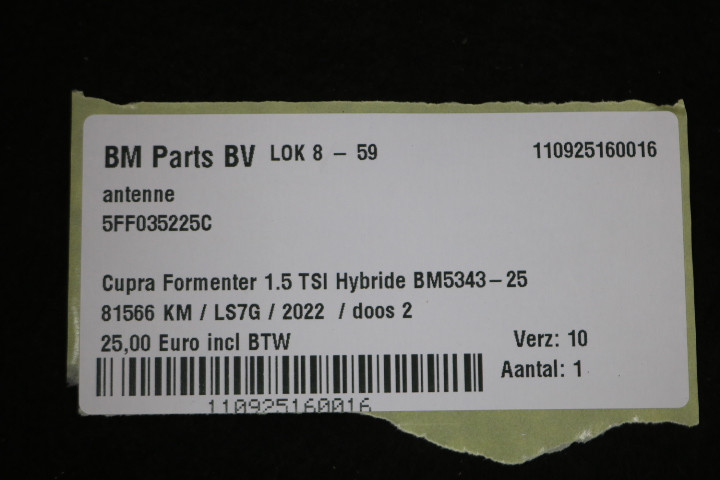 BM Parts BV LOK 8 - 59 110925160016
antenne
5FF035225C
Cupra Formenter 1.5 TSI Hybride BM5343-25
81566 KM / LS7G / 2022 / doos 2
25,00 Euro incl BTW Verz: 10
Aantal: 1
110925160016